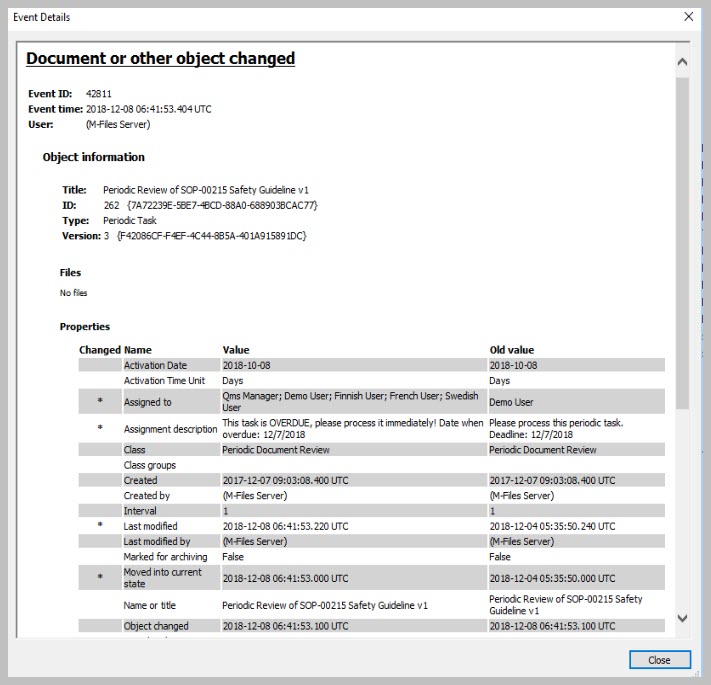 Event Details
Document or other object changed
Event ID: 42811
Event time: 2018-12-08 06:41:53.404 UTC
User: (M-Files Server)
Object information
Title: Periodic Review of SOP-00215 Safety Guideline v1
ID: 262 {7A72239E-5BE7-4BCD-88A0-688903BCAC77}
Type: Periodic Task
Version: 3 {F42086CF-F4EF-4C44-8B5A-401A915891DC}
Files
No files
Properties
Changed Name Value Old value
Activation Date 2018-10-08 2018-10-08
Activation Time Unit Days Days
* Assigned to Qms Manager; Demo User; Finnish User; French User; Swedish User Demo User
* Assignment description This task is OVERDUE, please process it immediately! Date when overdue: 12/7/2018 Please process this periodic task. Deadline: 12/7/2018
Class Periodic Document Review Periodic Document Review
Class groups
Created 2017-12-07 09:03:08.400 UTC 2017-12-07 09:03:08.400 UTC
Created by (M-Files Server) (M-Files Server)
Interval 1 1
* Last modified 2018-12-08 06:41:53.220 UTC 2018-12-04 05:35:50.240 UTC
Last modified by (M-Files Server) (M-Files Server)
Marked for archiving False False
* Moved into current state 2018-12-08 06:41:53.000 UTC 2018-12-04 05:35:50.000 UTC
Name or title Periodic Review of SOP-00215 Safety Guideline v1 Periodic Review of SOP-00215 Safety Guideline v1
Object changed 2018-12-08 06:41:53.100 UTC 2018-12-08 06:41:53.100 UTC
Close